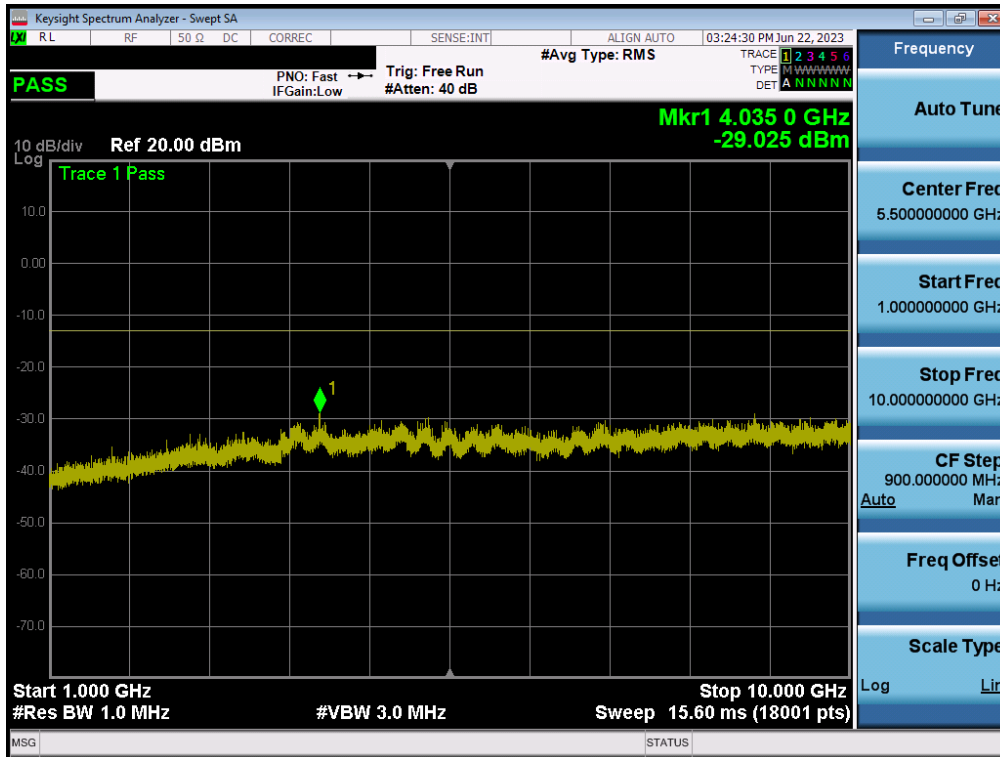 Keysight Spectrum Analyzer - Swept SA
LXI RL RF 50 Ω DC CORREC SENSE:INT ALIGN AUTO 03:24:30 PM Jun 22, 2023
#Avg Type: RMS TRACE 1 2 3 4 5 6
PASS PNO: Fast Trig: Free Run TYPE M W W W W W
IFGain:Low #Atten: 40 dB DET A N N N N N
Mkr1 4.035 0 GHz
-29.025 dBm
10 dB/div Ref 20.00 dBm
Log
Trace 1 Pass
10.0
0.00
-10.0
-20.0
1
-30.0
-40.0
-50.0
-60.0
-70.0
Start 1.000 GHz Stop 10.000 GHz
#Res BW 1.0 MHz #VBW 3.0 MHz Sweep 15.60 ms (18001 pts)
MSG STATUS
Frequency
Auto Tune
Center Freq
5.500000000 GHz
Start Freq
1.000000000 GHz
Stop Freq
10.000000000 GHz
CF Step
900.000000 MHz
Auto Man
Freq Offset
0 Hz
Scale Type
Log Lin